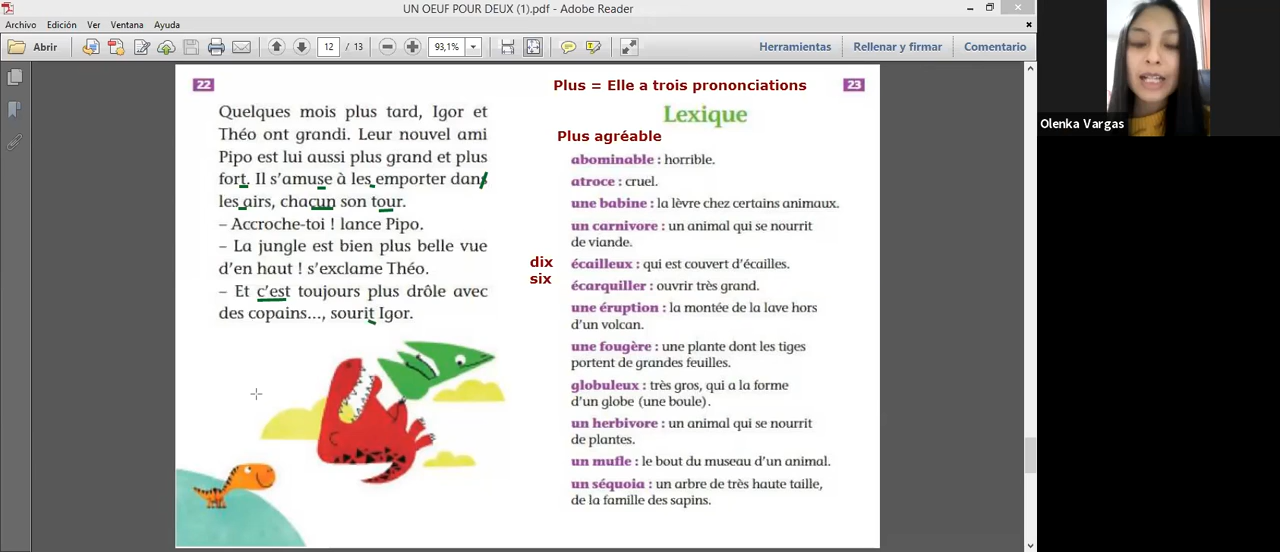 UN OEUF POUR DEUX (1).pdf - Adobe Reader
Archivo Edición Ver Ventana Ayuda
Abrir 12 / 13 93,1% Herramientas Rellenar y firmar Comentario
22
Quelques mois plus tard, Igor et
Théo ont grandi. Leur nouvel ami
Pipo est lui aussi plus grand et plus
fort. Il s'amuse à les emporter dans
les airs, chacun son tour.
– Accroche-toi ! lance Pipo.
– La jungle est bien plus belle vue
d'en haut ! s'exclame Théo.
– Et c'est toujours plus drôle avec
des copains..., sourit Igor.
Plus = Elle a trois prononciations
23
Lexique
Plus agréable
abominable : horrible.
atroce : cruel.
une babine : la lèvre chez certains animaux.
un carnivore : un animal qui se nourrit
de viande.
dix
six
écailleux : qui est couvert d'écailles.
écarquiller : ouvrir très grand.
une éruption : la montée de la lave hors
d'un volcan.
une fougère : une plante dont les tiges
portent de grandes feuilles.
globuleux : très gros, qui a la forme
d'un globe (une boule).
un herbivore : un animal qui se nourrit
de plantes.
un mufle : le bout du museau d'un animal.
un séquoia : un arbre de très haute taille,
de la famille des sapins.
Olenka Vargas